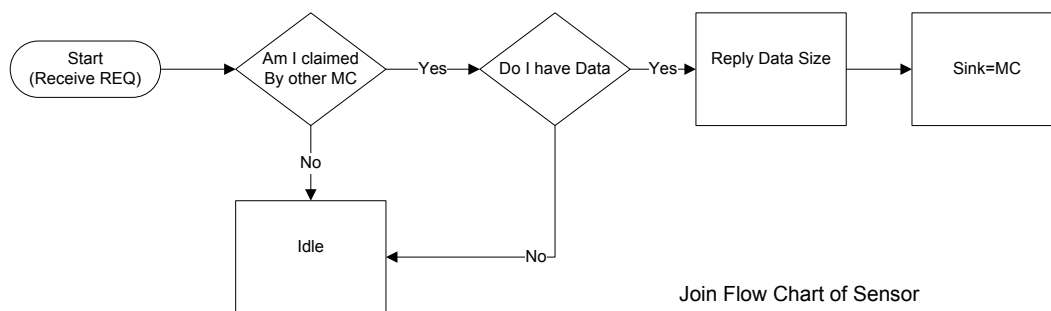 Start
(Receive REQ)
Am I claimed
By other MC
Yes
Do I have Data
Yes
Reply Data Size
Sink=MC
No
Idle
No
Join Flow Chart of Sensor